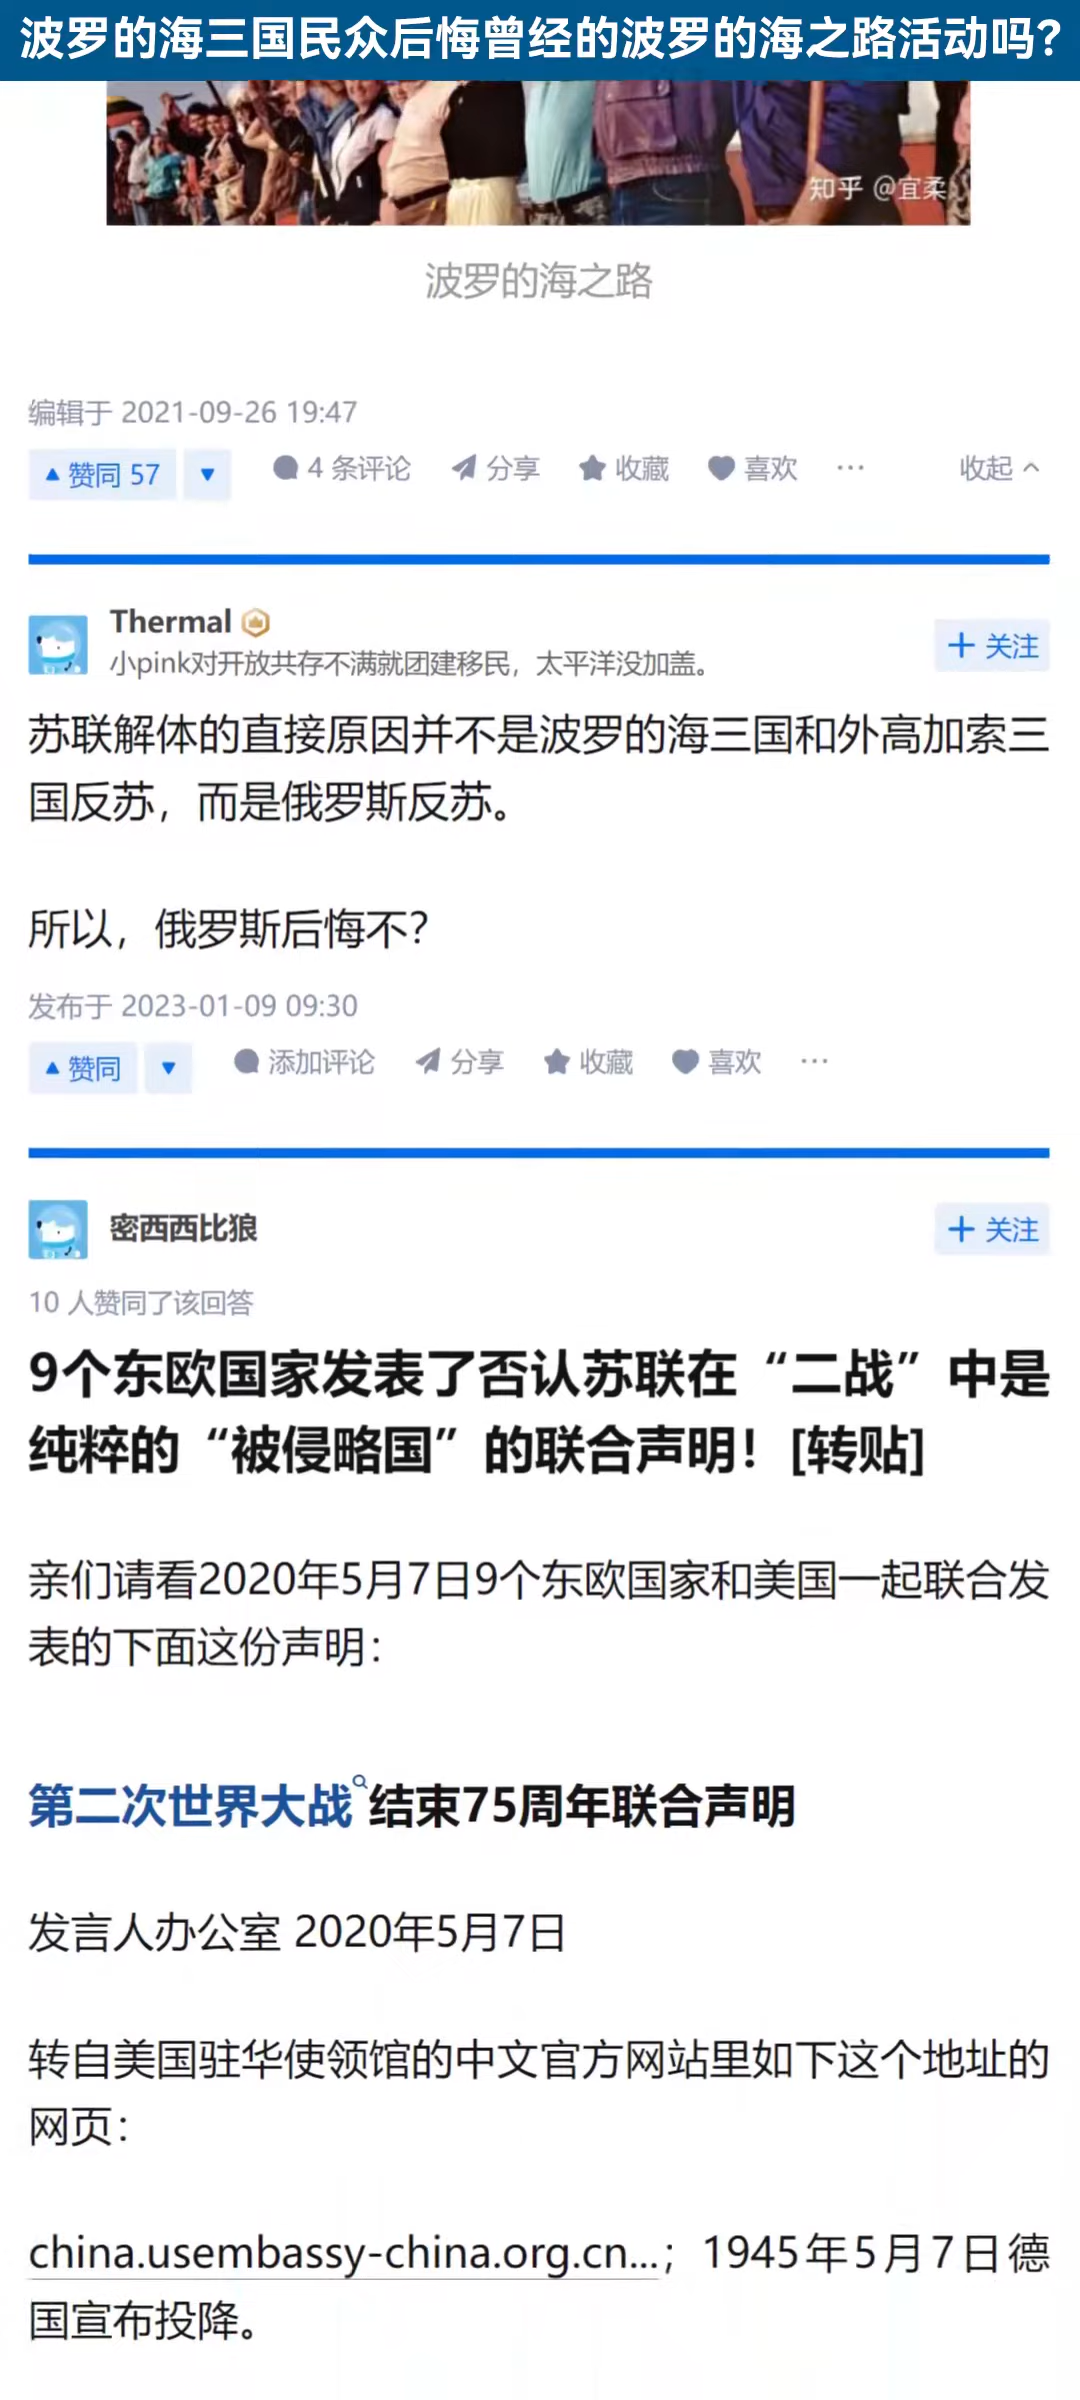 波罗的海三国民众后悔曾经的波罗的海之路活动吗?
知乎 @宜柔
波罗的海之路
编辑于 2021-09-26 19:47
赞同 57
4 条评论
分享
收藏
喜欢
收起
Thermal
小pink对开放共存不满就团建移民，太平洋没加盖。
+ 关注
苏联解体的直接原因并不是波罗的海三国和外高加索三
国反苏，而是俄罗斯反苏。
所以，俄罗斯后悔不？
发布于 2023-01-09 09:30
赞同
添加评论
分享
收藏
喜欢
密西西比狼
+ 关注
10 人赞同了该回答
9个东欧国家发表了否认苏联在“二战”中是
纯粹的“被侵略国”的联合声明！[转贴]
亲们请看2020年5月7日9个东欧国家和美国一起联合发
表的下面这份声明：
第二次世界大战结束75周年联合声明
发言人办公室 2020年5月7日
转自美国驻华使领馆的中文官方网站里如下这个地址的
网页：
china.usembassy-china.org.cn...；1945年5月7日德
国宣布投降。